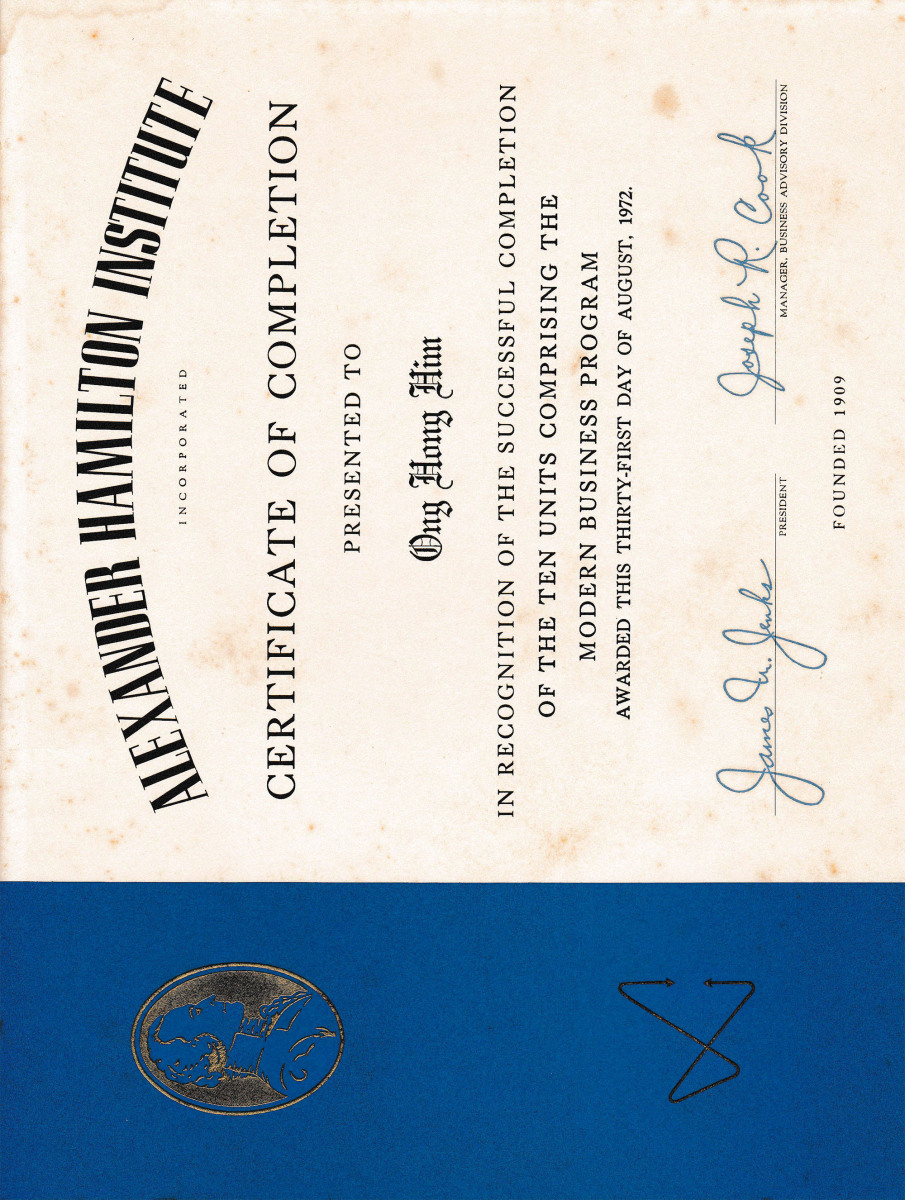 ALEXANDER HAMILTON INSTITUTE
INCORPORATED
CERTIFICATE OF COMPLETION
PRESENTED TO
Ong Hong Him
IN RECOGNITION OF THE SUCCESSFUL COMPLETION
OF THE TEN UNITS COMPRISING THE
MODERN BUSINESS PROGRAM
AWARDED THIS THIRTY-FIRST DAY OF AUGUST, 1972.
James M. Jenks
PRESIDENT
Joseph R. Cook
MANAGER, BUSINESS ADVISORY DIVISION
FOUNDED 1909